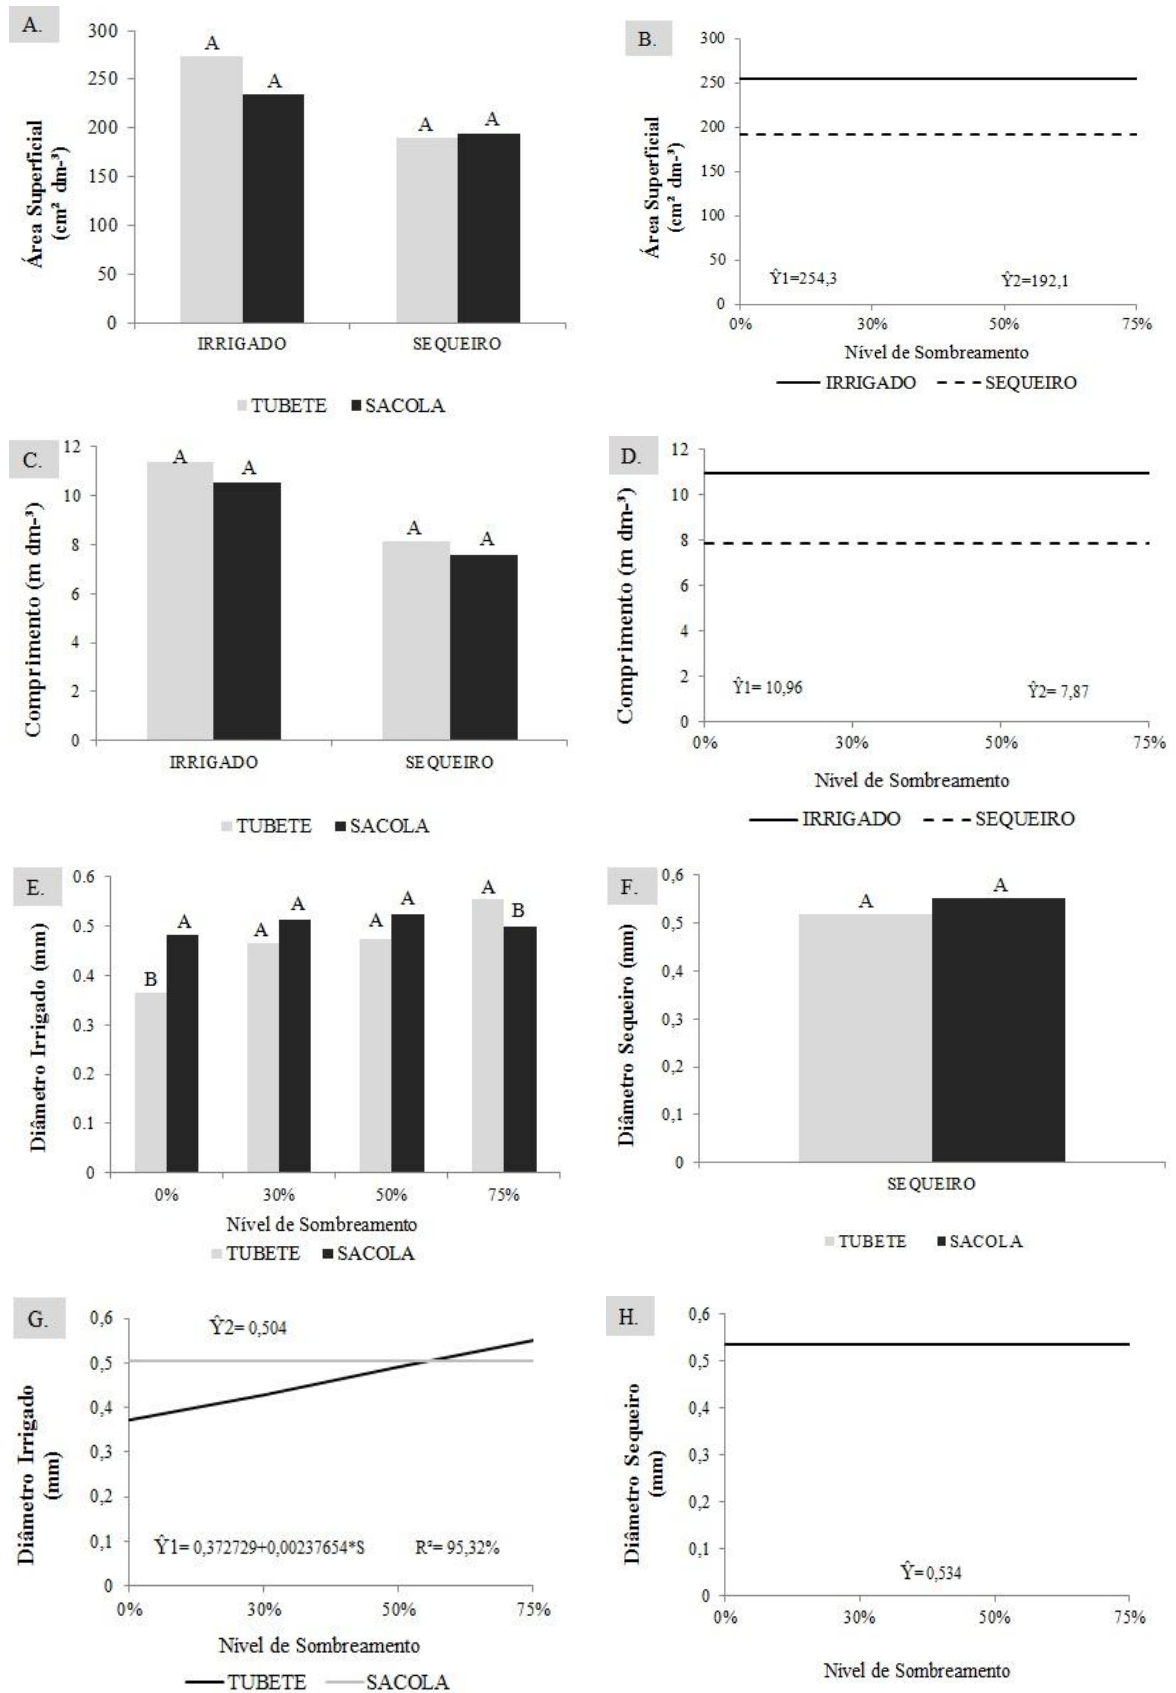 A.
300
250
200
150
100
50
0
Área Superficial
(cm² dm-³)
A
A
A
A
IRRIGADO
SEQUEIRO
TUBETE
SACOLA
B.
300
250
200
150
100
50
0
Área Superficial
(cm² dm-³)
Ŷ1=254,3
Ŷ2=192,1
0%
30%
50%
75%
Nível de Sombreamento
IRRIGADO
SEQUEIRO
C.
12
10
8
6
4
2
0
Comprimento (m dm-³)
A
A
A
A
IRRIGADO
SEQUEIRO
TUBETE
SACOLA
D.
12
10
8
6
4
2
0
Comprimento (m dm-³)
Ŷ1= 10,96
Ŷ2= 7,87
0%
30%
50%
75%
Nível de Sombreamento
IRRIGADO
SEQUEIRO
E.
0.6
0.5
0.4
0.3
0.2
0.1
0
Diâmetro Irrigado (mm)
B
A
A
A
A
A
A
B
0%
30%
50%
75%
Nível de Sombreamento
TUBETE
SACOLA
F.
0,6
0,5
0,4
0,3
0,2
0,1
0
Diâmetro Sequeiro (mm)
A
A
SEQUEIRO
TUBETE
SACOLA
G.
0,6
0,5
0,4
0,3
0,2
0,1
0
Diâmetro Irrigado
(mm)
Ŷ2= 0,504
Ŷ1= 0,372729+0,00237654*S
R²= 95,32%
0%
30%
50%
75%
Nível de Sombreamento
TUBETE
SACOLA
H.
0,6
0,5
0,4
0,3
0,2
0,1
0
Diâmetro Sequeiro
(mm)
Ŷ= 0,534
0%
30%
50%
75%
Nível de Sombreamento